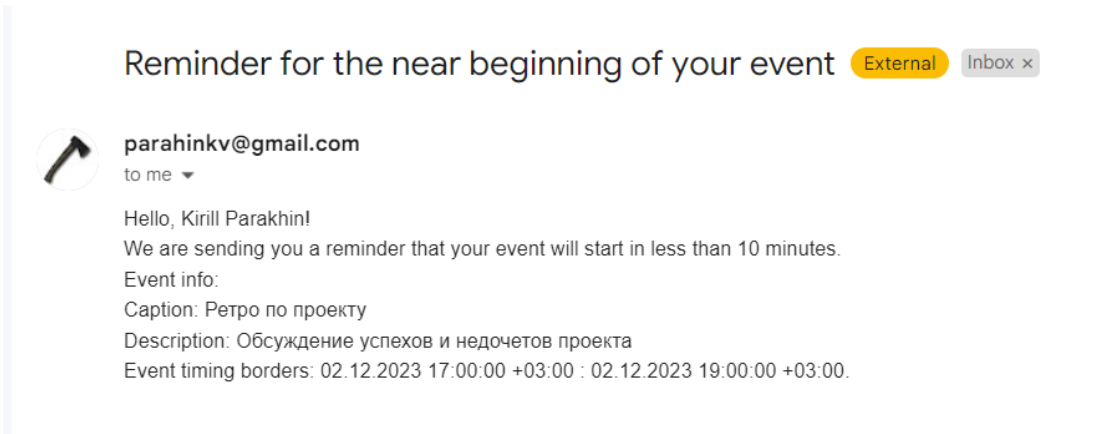 Reminder for the near beginning of your event External Inbox ×
parahinkv@gmail.com
to me
Hello, Kirill Parakhin!
We are sending you a reminder that your event will start in less than 10 minutes.
Event info:
Caption: Ретро по проекту
Description: Обсуждение успехов и недочетов проекта
Event timing borders: 02.12.2023 17:00:00 +03:00 : 02.12.2023 19:00:00 +03:00.